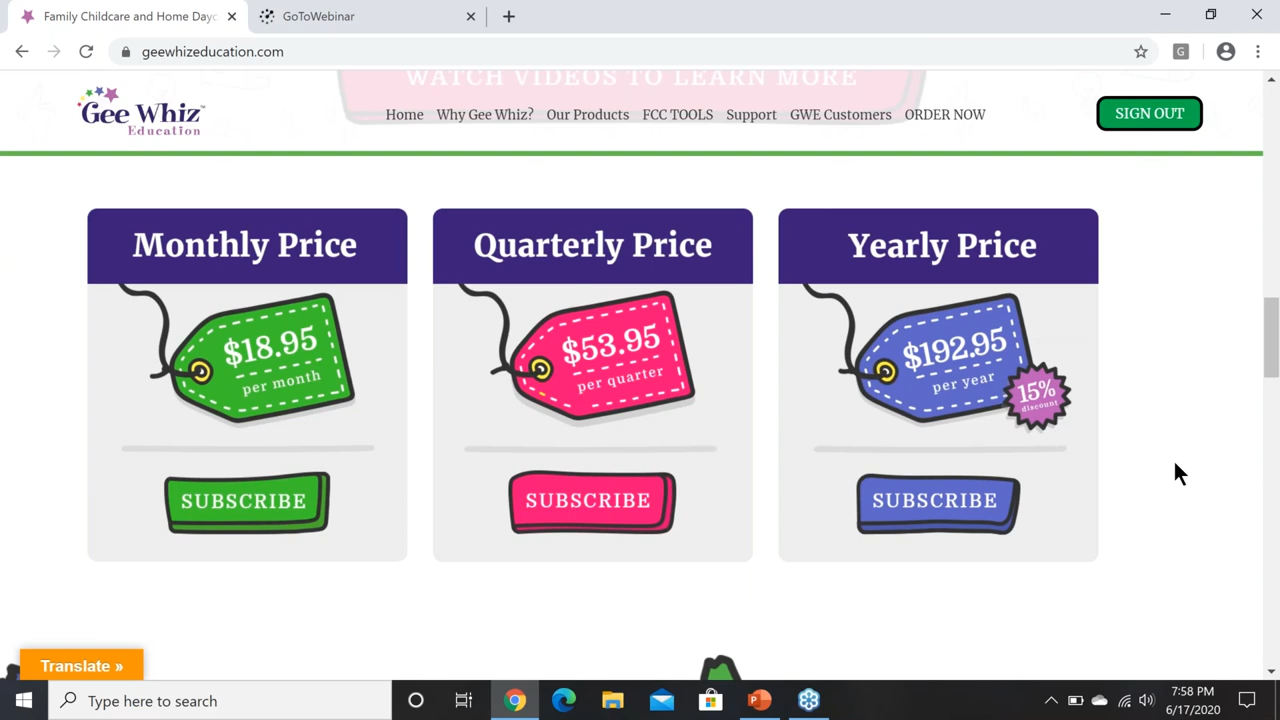 Family Childcare and Home Dayc
GoToWebinar
geewhizeducation.com
G
WATCH VIDEOS TO LEARN MORE
Gee Whiz™
Education
Home
Why Gee Whiz?
Our Products
FCC TOOLS
Support
GWE Customers
ORDER NOW
SIGN OUT
Monthly Price
$18.95
per month
SUBSCRIBE
Quarterly Price
$53.95
per quarter
SUBSCRIBE
Yearly Price
$192.95
per year
15%
discount
SUBSCRIBE
Translate »
Type here to search
7:58 PM
6/17/2020